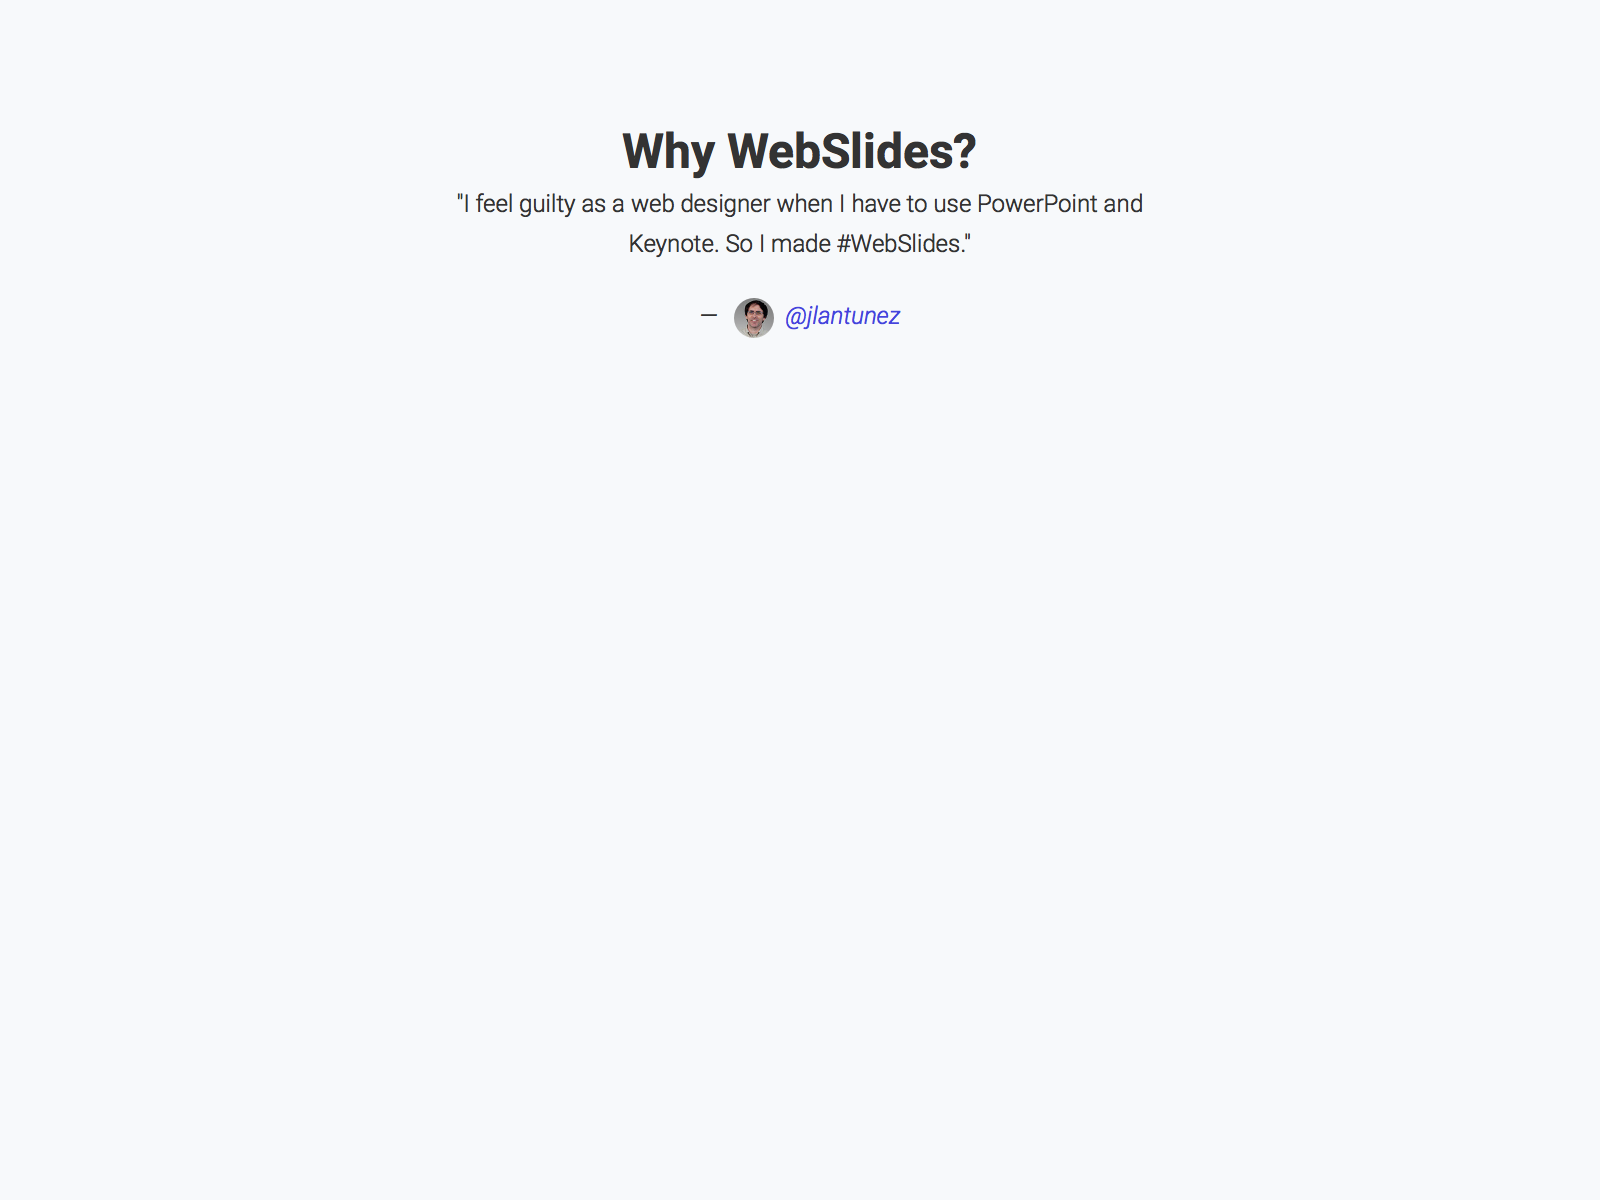 Why WebSlides?
"I feel guilty as a web designer when I have to use PowerPoint and
Keynote. So I made #WebSlides."
— @jlantunez